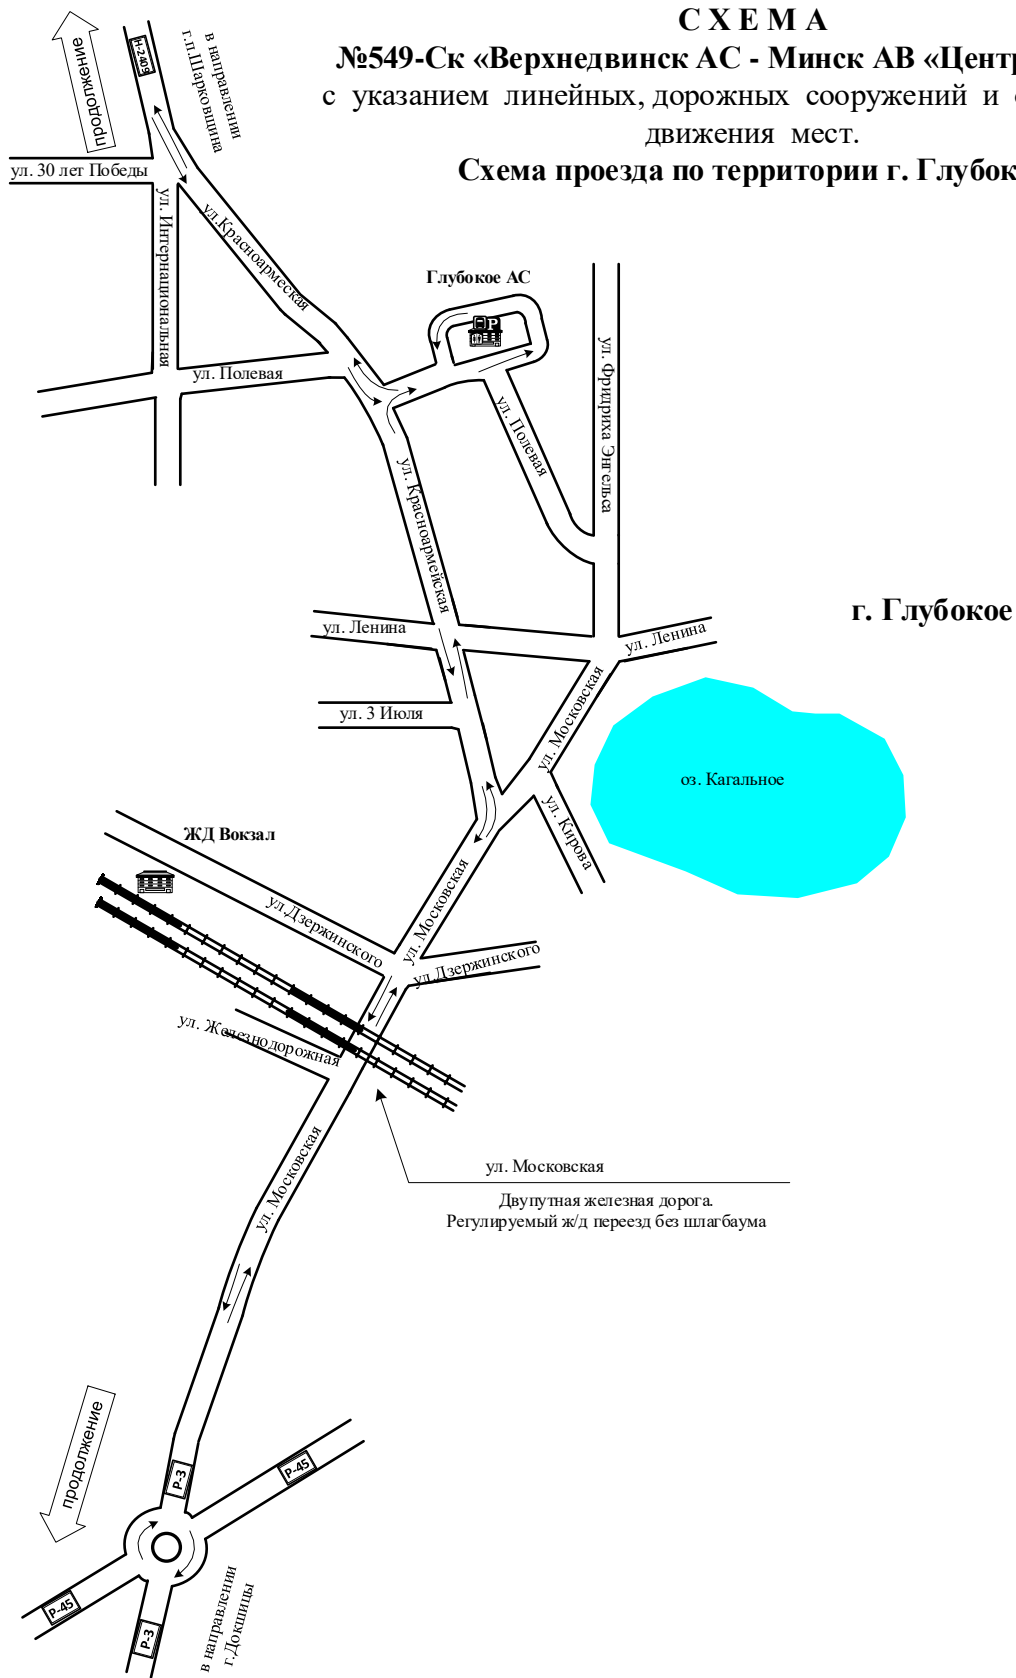 С Х Е М А
№549-Ск «Верхнедвинск АС - Минск АВ «Центр
с указанием линейных, дорожных сооружений и
движения мест.
Схема проезда по территории г. Глубок
продолжение
Н-2409
в направлении
г.п.Шарковщина
ул. 30 лет Победы
ул. Интернациональная
ул.Красноармеская
Глубокое АС
P
ул. Полевая
ул. Полевая
ул. Фридриха Энгельса
ул. Красноармейская
г. Глубокое
ул. Ленина
ул. Ленина
ул. 3 Июля
ул. Московская
оз. Кагальное
ул. Кирова
ЖД Вокзал
ул. Московская
ул.Дзержинского
ул.Дзержинского
ул. Железнодорожная
ул. Московская
ул. Московская
Двупутная железная дорога.
Регулируемый ж/д переезд без шлагбаума
продолжение
Р-3
Р-45
Р-45
Р-3
в направлении
г.Докшицы